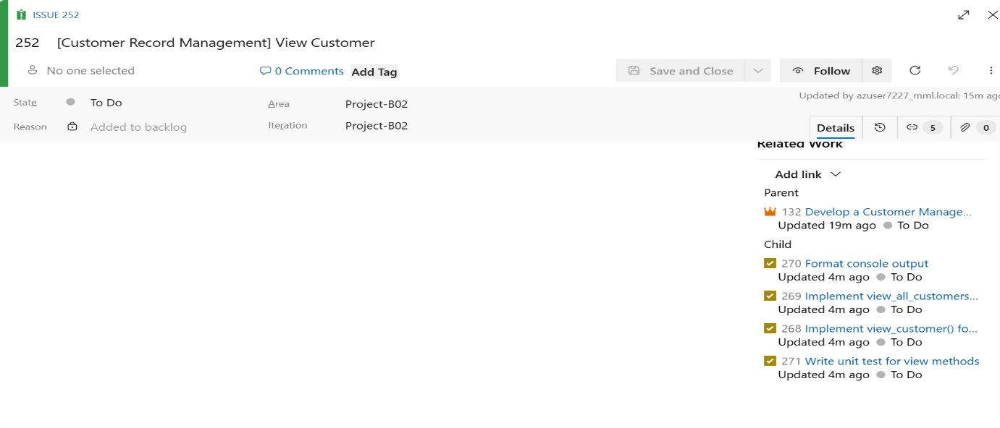 ISSUE 252
252 [Customer Record Management] View Customer
No one selected 0 Comments Add Tag Save and Close Follow
State To Do Area Project-B02 Updated by azuser7227_mml.local: 15m ago
Reason Added to backlog Iteration Project-B02
Details 5 0
Related Work
Add link
Parent
132 Develop a Customer Manage...
Updated 19m ago To Do
Child
270 Format console output
Updated 4m ago To Do
269 Implement view_all_customers...
Updated 4m ago To Do
268 Implement view_customer() fo...
Updated 4m ago To Do
271 Write unit test for view methods
Updated 4m ago To Do